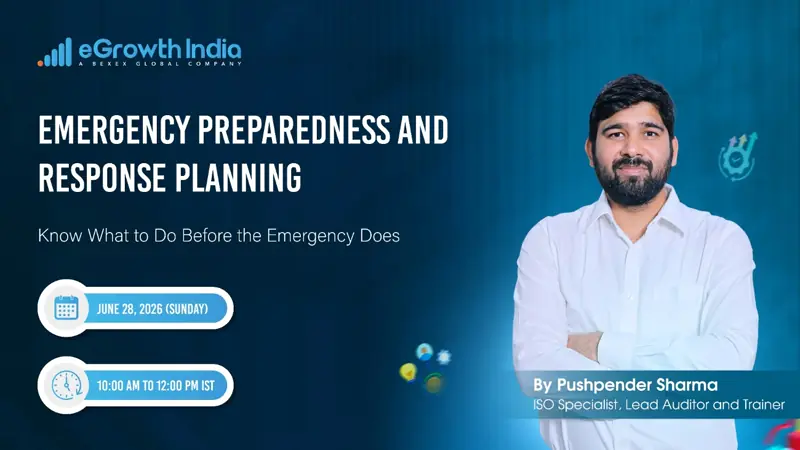 eGrowth India
A BEXEX GLOBAL COMPANY
EMERGENCY PREPAREDNESS AND
RESPONSE PLANNING
Know What to Do Before the Emergency Does
JUNE 28, 2026 (SUNDAY)
10:00 AM TO 12:00 PM IST
By Pushpender Sharma
ISO Specialist, Lead Auditor and Trainer